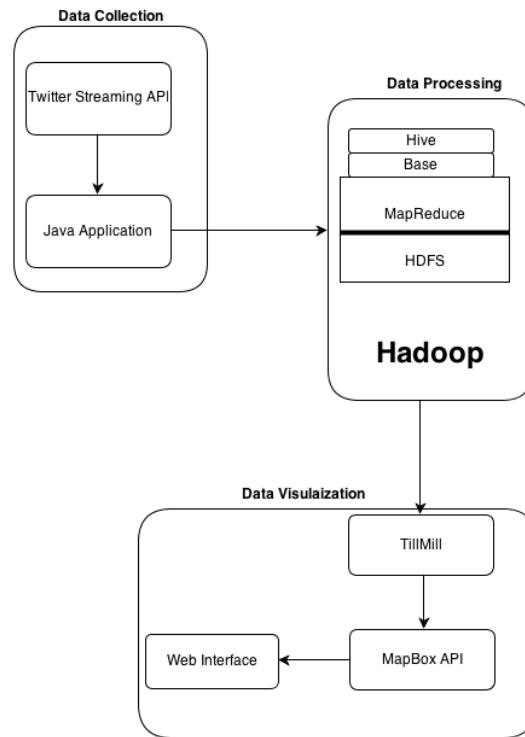 Data Collection
Twitter Streaming API
Java Application
Data Processing
Hive
Base
MapReduce
HDFS
Hadoop
Data Visulaization
TillMill
MapBox API
Web Interface